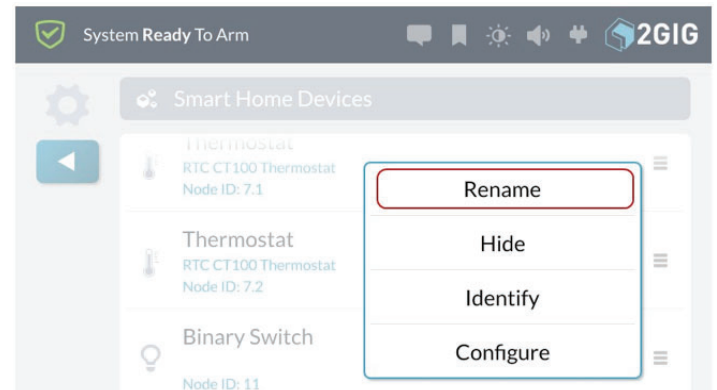 System Ready To Arm
2GIG
Smart Home Devices
Thermostat
RTC CT100 Thermostat
Node ID: 7.1
Rename
Thermostat
Hide
RTC CT100 Thermostat
Node ID: 7.2
Identify
Binary Switch
Configure
Node ID: 11